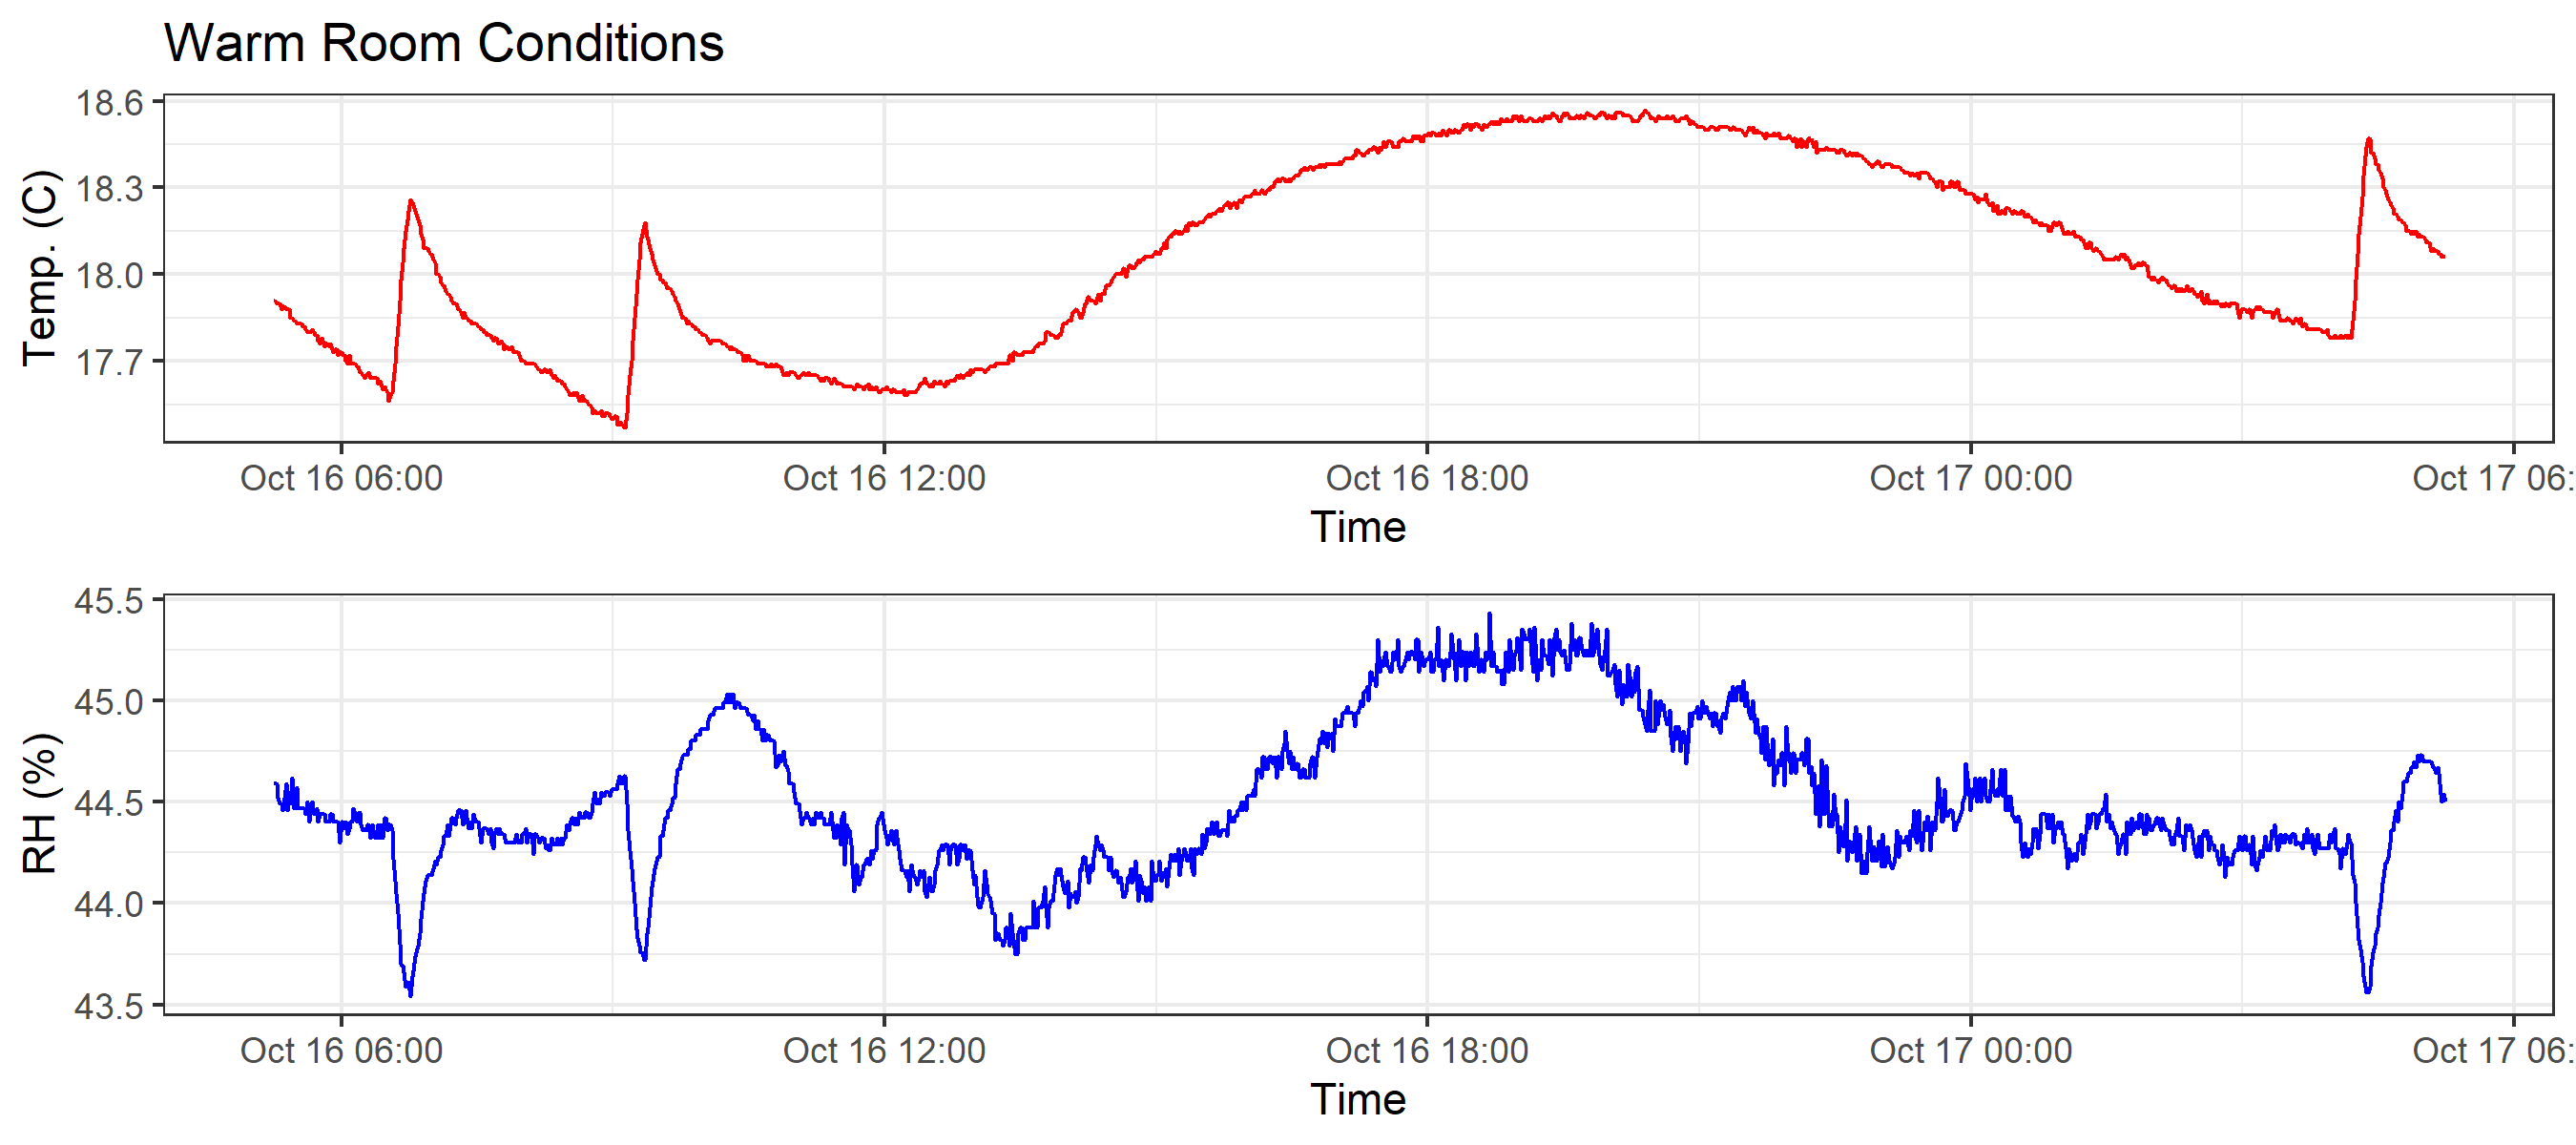 Warm Room Conditions
18.6
18.3
18.0
17.7
Temp. (C)
Oct 16 06:00 Oct 16 12:00 Oct 16 18:00 Oct 17 00:00 Oct 17 06:
Time
45.5
45.0
44.5
44.0
43.5
RH (%)
Oct 16 06:00 Oct 16 12:00 Oct 16 18:00 Oct 17 00:00 Oct 17 06:
Time